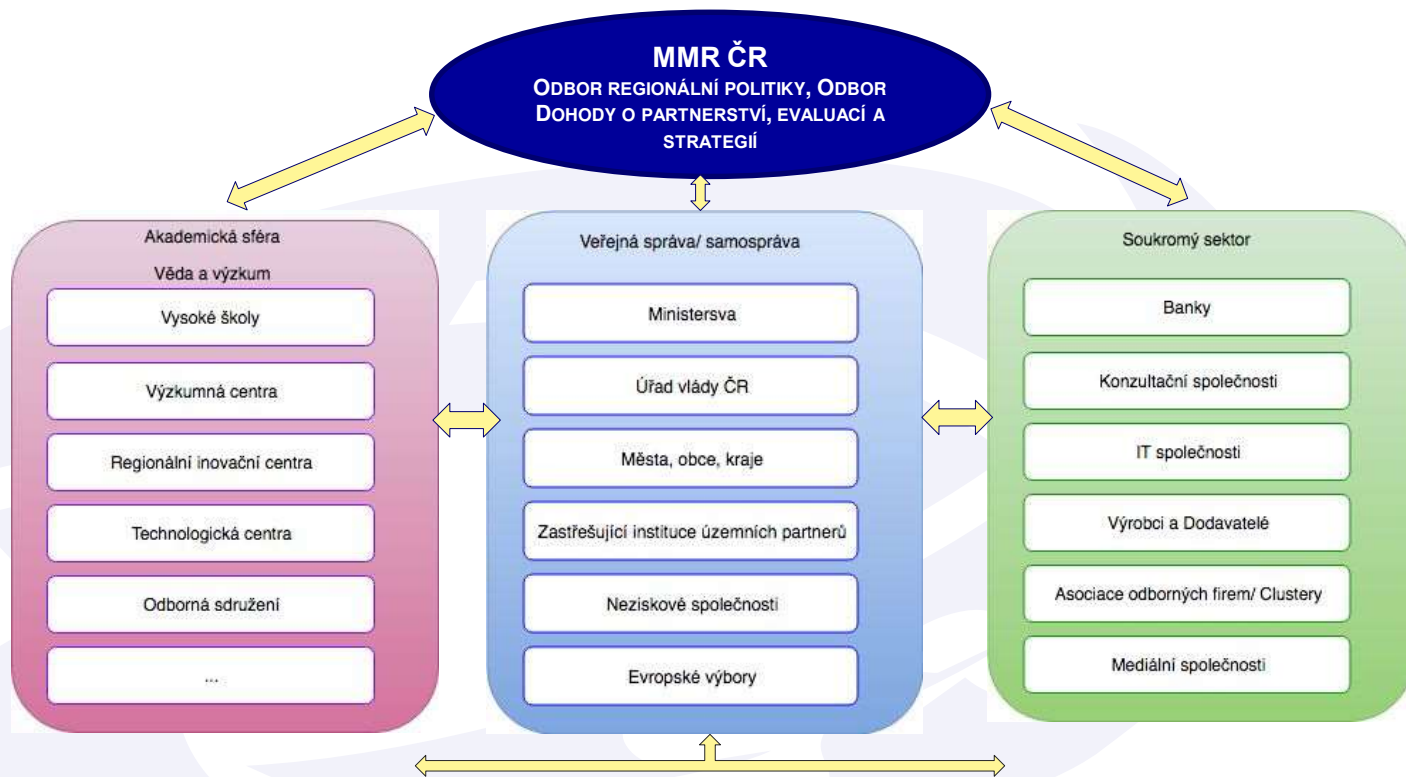 MMR ČR
ODBOR REGIONÁLNÍ POLITIKY, ODBOR
DOHODY O PARTNERSTVÍ, EVALUACÍ A
STRATEGIÍ
Akademická sféra
Věda a výzkum
Vysoké školy
Výzkumná centra
Regionální inovační centra
Technologická centra
Odborná sdružení
...
Veřejná správa/ samospráva
Ministersva
Úřad vlády ČR
Města, obce, kraje
Zastřešující instituce územních partnerů
Neziskové společnosti
Evropské výbory
Soukromý sektor
Banky
Konzultační společnosti
IT společnosti
Výrobci a Dodavatelé
Asociace odborných firem/ Clustery
Mediální společnosti